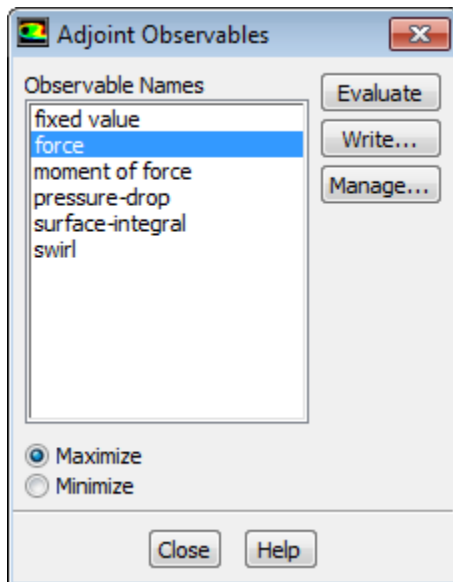 Adjoint Observables
Observable Names
fixed value
force
moment of force
pressure-drop
surface-integral
swirl
Evaluate
Write...
Manage...
Maximize
Minimize
Close
Help